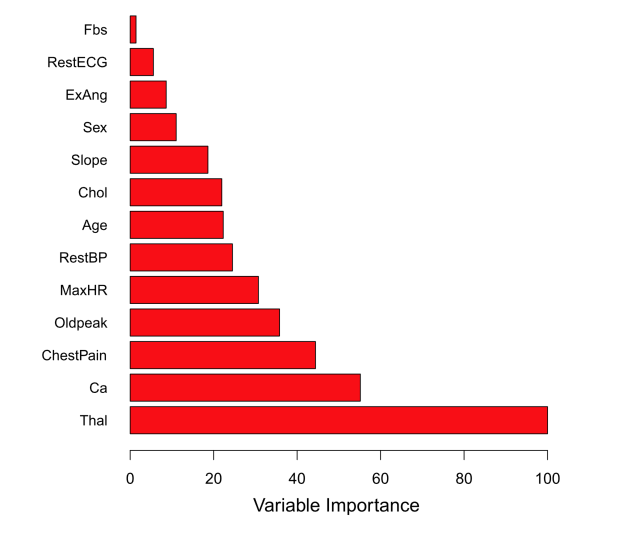 Fbs
RestECG
ExAng
Sex
Slope
Chol
Age
RestBP
MaxHR
Oldpeak
ChestPain
Ca
Thal
0 20 40 60 80 100
Variable Importance